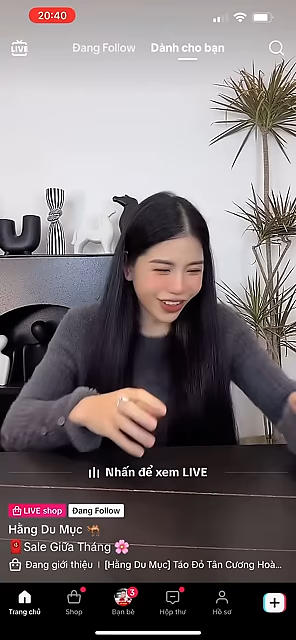 20:40
LIVE
Đang Follow
Dành cho bạn
Nhấn để xem LIVE
LIVE shop
Đang Follow
Hằng Du Mục 🐪
🧧Sale Giữa Tháng 🌸
Đang giới thiệu | [Hằng Du Mục] Táo Đỏ Tân Cương Hoà...
3
Trang chủ
Shop
Bạn bè
Hộp thư
Hồ sơ